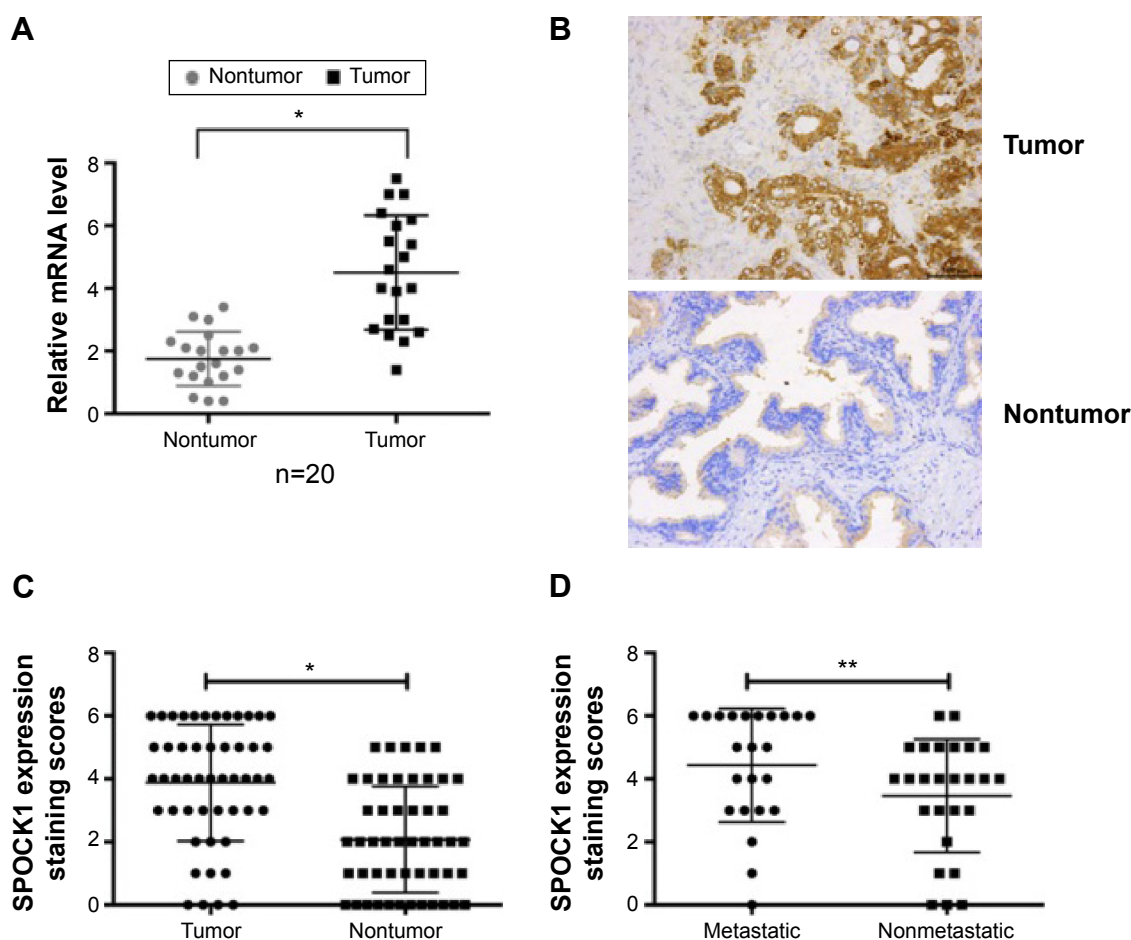 A
Nontumor Tumor
*
Relative mRNA level
8
6
4
2
0
Nontumor Tumor
n=20
B
Tumor
Nontumor
C
*
SPOCK1 expression
staining scores
8
6
4
2
0
Tumor Nontumor
D
**
SPOCK1 expression
staining scores
8
6
4
2
0
Metastatic Nonmetastatic